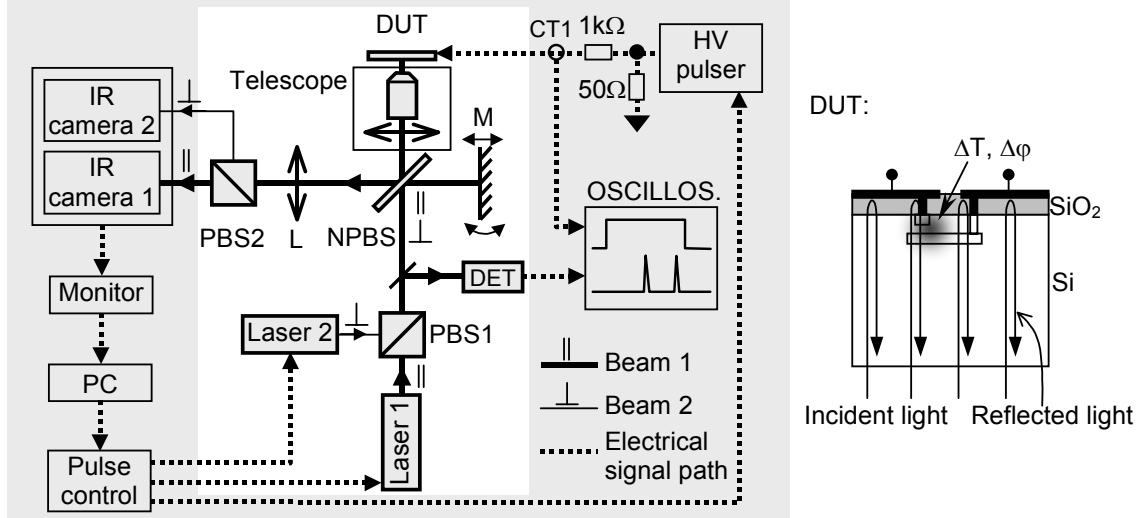 DUT
CT1
1kΩ
HV
pulser
50Ω
Telescope
M
IR
camera 2
IR
camera 1
PBS2
L
NPBS
OSCILLOS.
DET
Monitor
Laser 2
PBS1
PC
Laser 1
Beam 1
Beam 2
Electrical
signal path
Pulse
control
DUT:
ΔT, Δφ
SiO₂
Si
Incident light
Reflected light